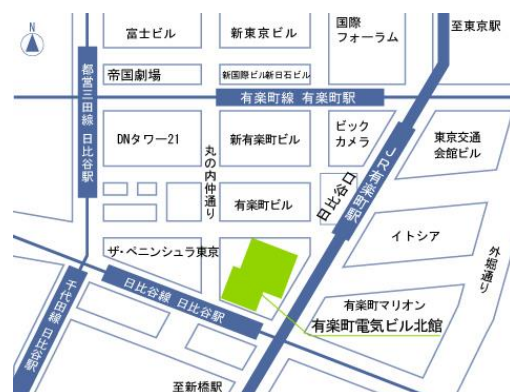 N
富士ビル
新東京ビル
国際
フォーラム
至東京駅
帝国劇場
新国際ビル新日石ビル
都営三田線 日比谷駅
有楽町線 有楽町駅
DNタワー21
丸の内仲通り
新有楽町ビル
ビック
カメラ
JR有楽町駅
東京交通
会館ビル
日比谷口
有楽町ビル
イトシア
ザ・ペニンシュラ東京
外堀通り
千代田線 日比谷駅
日比谷線 日比谷駅
有楽町マリオン
有楽町電気ビル北館
至新橋駅